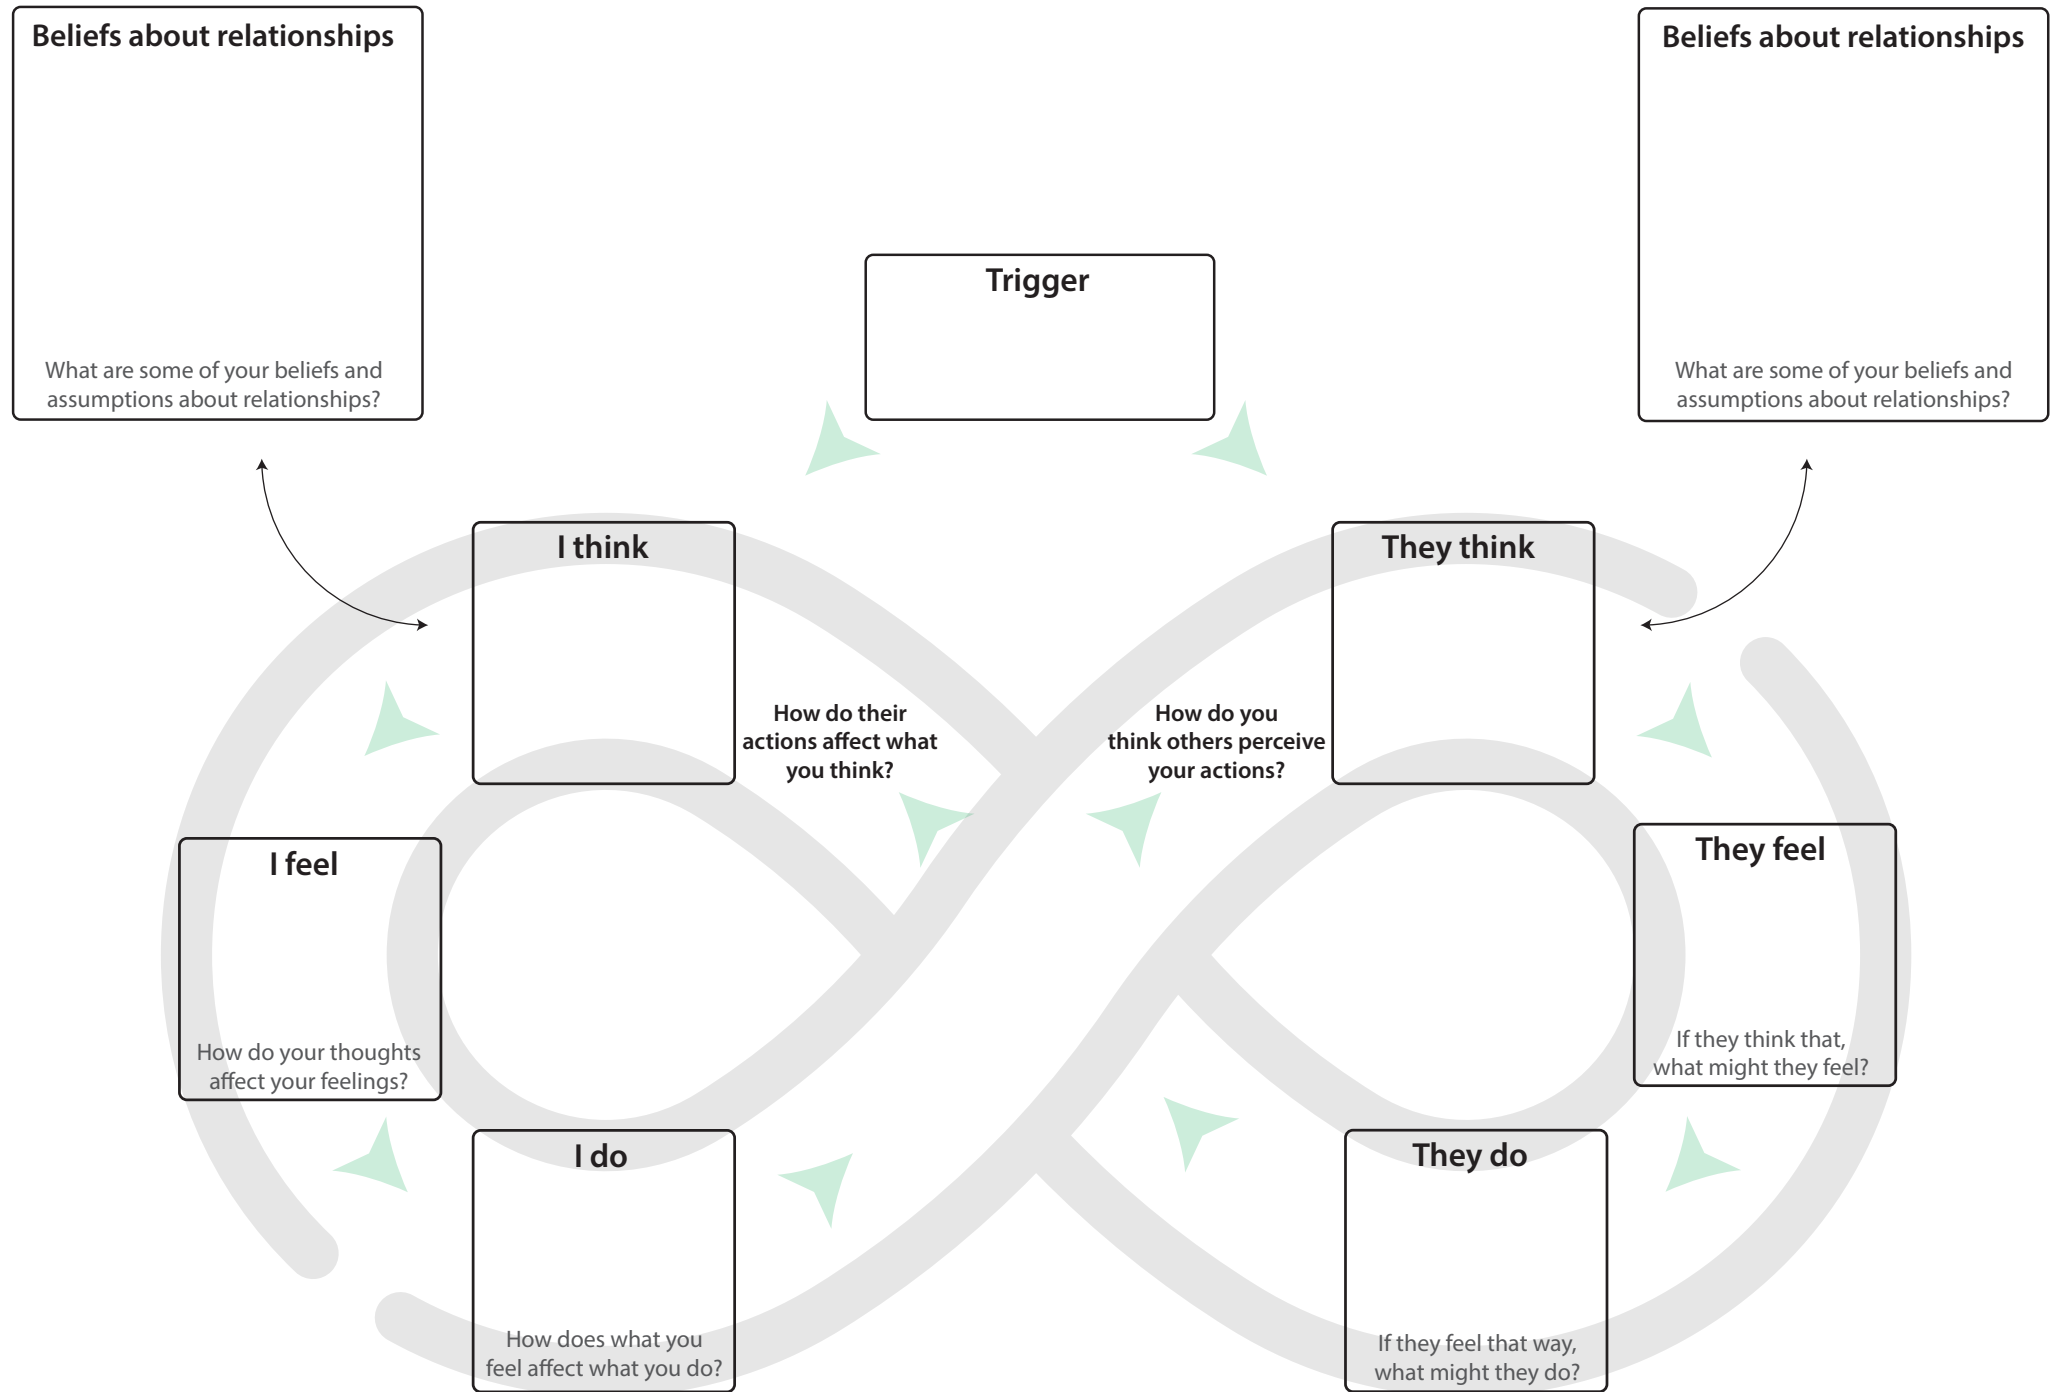 Beliefs about relationships
What are some of your beliefs and
assumptions about relationships?
Trigger
Beliefs about relationships
What are some of your beliefs and
assumptions about relationships?
I think
How do their
actions affect what
you think?
How do you
think others perceive
your actions?
They think
I feel
How do your thoughts
affect your feelings?
They feel
If they think that,
what might they feel?
I do
How does what you
feel affect what you do?
They do
If they feel that way,
what might they do?